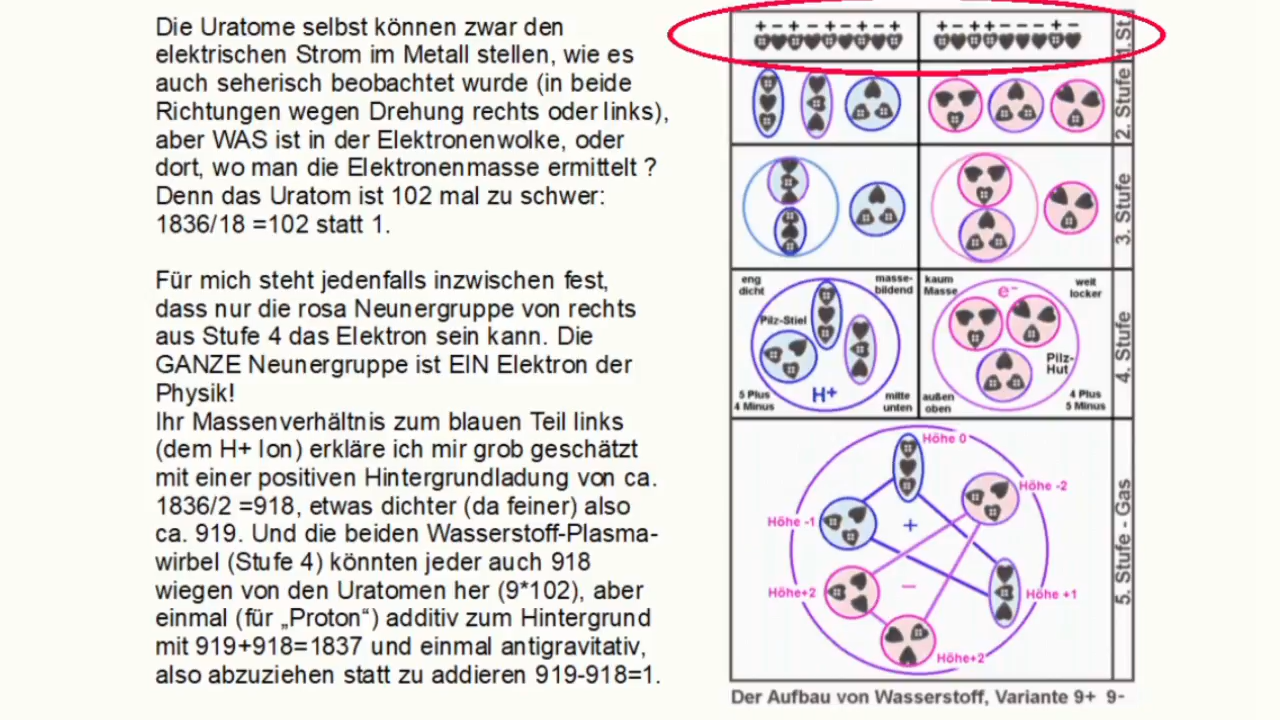 Die Uratome selbst können zwar den
elektrischen Strom im Metall stellen, wie es
auch seherisch beobachtet wurde (in beide
Richtungen wegen Drehung rechts oder links),
aber WAS ist in der Elektronenwolke, oder
dort, wo man die Elektronenmasse ermittelt ?
Denn das Uratom ist 102 mal zu schwer:
1836/18 =102 statt 1.
Für mich steht jedenfalls inzwischen fest,
dass nur die rosa Neunergruppe von rechts
aus Stufe 4 das Elektron sein kann. Die
GANZE Neunergruppe ist EIN Elektron der
Physik!
Ihr Massenverhältnis zum blauen Teil links
(dem H+ Ion) erkläre ich mir grob geschätzt
mit einer positiven Hintergrundladung von ca.
1836/2 =918, etwas dichter (da feiner) also
ca. 919. Und die beiden Wasserstoff-Plasma-
wirbel (Stufe 4) könnten jeder auch 918
wiegen von den Uratomen her (9*102), aber
einmal (für „Proton“) additiv zum Hintergrund
mit 919+918=1837 und einmal antigravitativ,
also abzuziehen statt zu addieren 919-918=1.
+ - + - + - + - +
+ - + + - - - + -
1.St
2. Stufe
3. Stufe
eng
dicht
masse-
bildend
Pilz-Stiel
H+
5 Plus
4 Minus
mitte
unten
kaum
Masse
e-
weit
locker
Pilz-
Hut
außen
oben
4 Plus
5 Minus
4. Stufe
Höhe 0
Höhe -2
Höhe -1
+
Höhe+2
–
Höhe +1
Höhe+2
5. Stufe - Gas
Der Aufbau von Wasserstoff, Variante 9+ 9-